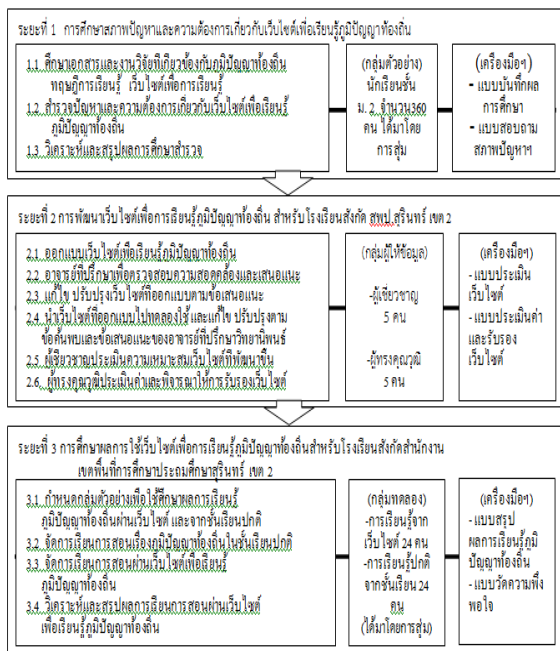 ระยะที่ 1 การศึกษาสภาพปัญหาและความต้องการเกี่ยวกับเว็บไซต์เพื่อเรียนรู้ภูมิปัญญาท้องถิ่น
1.1 ศึกษาเอกสารและงานวิจัยที่เกี่ยวข้องกับภูมิปัญญาท้องถิ่น
ทฤษฎีการเรียนรู้ เว็บไซต์เพื่อการเรียนรู้
1.2 สำรวจปัญหาและความต้องการเกี่ยวกับเว็บไซต์เพื่อเรียนรู้
ภูมิปัญญาท้องถิ่น
1.3 วิเคราะห์และสรุปผลการศึกษาสำรวจ
(กลุ่มตัวอย่าง)
นักเรียนชั้น
ม. 2 จำนวน360
คน ได้มาโดย
การสุ่ม
(เครื่องมือฯ)
- แบบบันทึกผล
การศึกษา
- แบบสอบถาม
สภาพปัญหาฯ
ระยะที่ 2 การพัฒนาเว็บไซต์เพื่อการเรียนรู้ภูมิปัญญาท้องถิ่น สำหรับโรงเรียนสังกัด สพป.สุรินทร์ เขต 2
2.1 ออกแบบเว็บไซต์เพื่อเรียนรู้ภูมิปัญญาท้องถิ่น
2.2 อาจารย์ที่ปรึกษาเพื่อตรวจสอบความสอดคล้องและเสนอแนะ
2.3 แก้ไข ปรับปรุงเว็บไซต์ที่ออกแบบตามข้อเสนอแนะ
2.4 นำเว็บไซต์ที่ออกแบบไปทดลองใช้ และแก้ไข ปรับปรุงตาม
ข้อค้นพบและข้อเสนอแนะของอาจารย์ที่ปรึกษาวิทยานิพนธ์
2.5 ผู้เชี่ยวชาญประเมินความเหมาะสมเว็บไซต์ที่พัฒนาขึ้น
2.6. ผู้ทรงคุณวุฒิประเมินค่าและพิจารณาให้การรับรองเว็บไซต์
(กลุ่มผู้ให้ข้อมูล)
-ผู้เชี่ยวชาญ
5 คน
-ผู้ทรงคุณวุฒิ
5 คน
(เครื่องมือฯ)
- แบบประเมิน
เว็บไซต์
- แบบประเมินค่า
และรับรอง
เว็บไซต์
ระยะที่ 3 การศึกษาผลการใช้เว็บไซต์เพื่อการเรียนรู้ภูมิปัญญาท้องถิ่นสำหรับโรงเรียนสังกัดสำนักงาน
เขตพื้นที่การศึกษาประถมศึกษาสุรินทร์ เขต 2
3.1 กำหนดกลุ่มตัวอย่างเพื่อใช้ศึกษาผลการเรียนรู้
ภูมิปัญญาท้องถิ่นผ่านเว็บไซต์ และจากชั้นเรียนปกติ
3.2 จัดการเรียนการสอนเรื่องภูมิปัญญาท้องถิ่นในชั้นเรียนปกติ
3.3 จัดการเรียนการสอนผ่านเว็บไซต์เพื่อเรียนรู้
ภูมิปัญญาท้องถิ่น
3.4 วิเคราะห์และสรุปผลการเรียนการสอนผ่านเว็บไซต์
เพื่อเรียนรู้ภูมิปัญญาท้องถิ่น
(กลุ่มทดลอง)
-การเรียนรู้จาก
เว็บไซต์ 24 คน
-การเรียนรู้ปกติ
จากชั้นเรียน 24
คน
(ได้มาโดยการสุ่ม)
(เครื่องมือฯ)
- แบบสรุป
ผลการเรียนรู้ภูมิ
ปัญญาท้องถิ่น
- แบบวัดความพึง
พอใจ